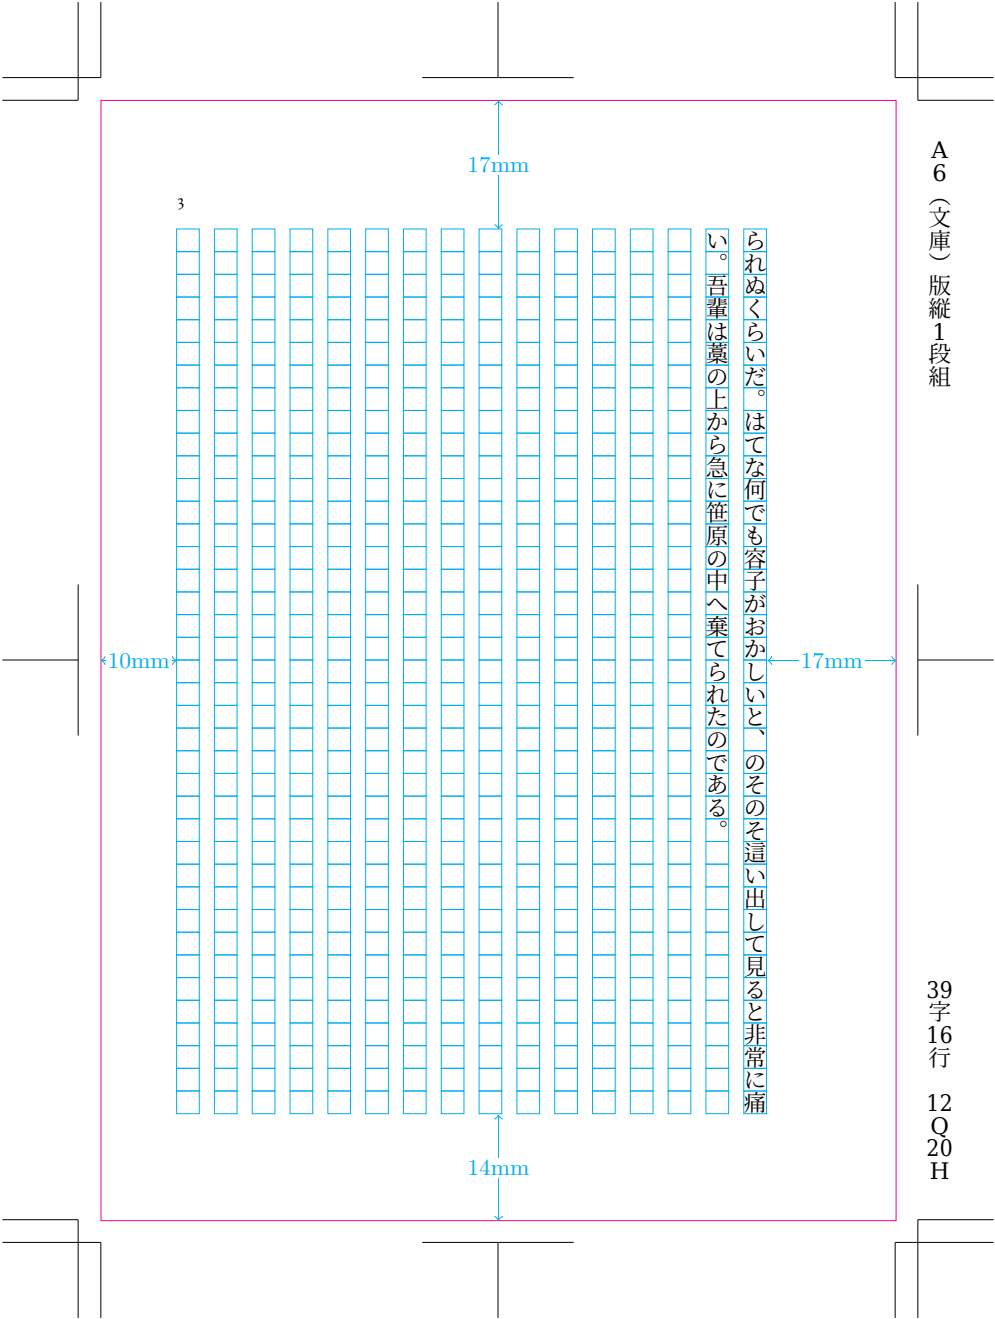 A6（文庫）版縦1段組
39字16行　12Q20H
17mm
3
られぬくらいだ。はてな何でも容子がおかしいと、のそのそ這い出して見ると非常に痛
い。吾輩は藁の上から急に笹原の中へ棄てられたのである。
17mm
10mm
14mm